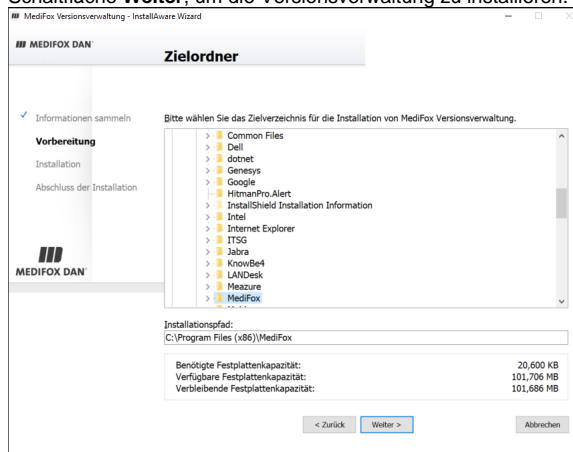 Schaltfläche Weiter, um die Versionsverwaltung zu installieren.
MediFox Versionsverwaltung - InstallAware Wizard
MEDIFOX DAN
Zielordner
Informationen sammeln
Vorbereitung
Installation
Abschluss der Installation
MEDIFOX DAN
Bitte wählen Sie das Zielverzeichnis für die Installation von MediFox Versionsverwaltung.
Common Files
Dell
dotnet
Genesys
Google
HitmanPro.Alert
InstallShield Installation Information
Intel
Internet Explorer
ITSG
Jabra
KnowBe4
LANDesk
Meazure
MediFox
Installationspfad:
C:\Program Files (x86)\MediFox
Benötigte Festplattenkapazität: 20,600 KB
Verfügbare Festplattenkapazität: 101,706 MB
Verbleibende Festplattenkapazität: 101,686 MB
< Zurück Weiter > Abbrechen